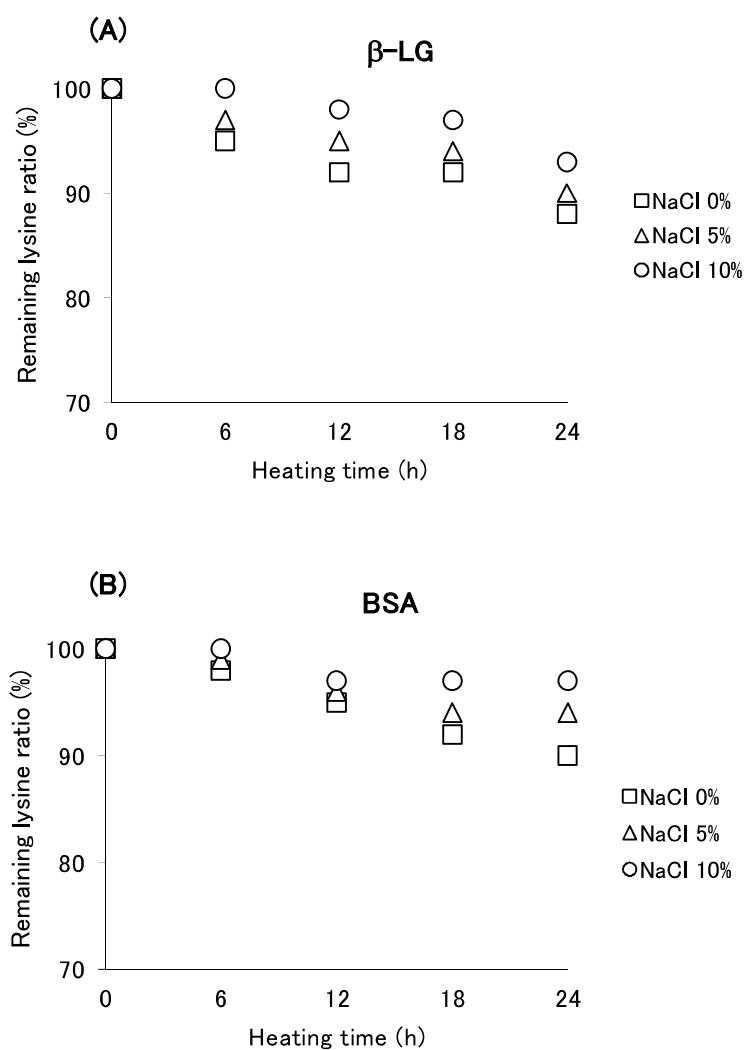 (A)
β-LG
Remaining lysine ratio (%)
100
90
80
70
0 6 12 18 24
Heating time (h)
NaCl 0%
NaCl 5%
NaCl 10%
(B)
BSA
Remaining lysine ratio (%)
100
90
80
70
0 6 12 18 24
Heating time (h)
NaCl 0%
NaCl 5%
NaCl 10%